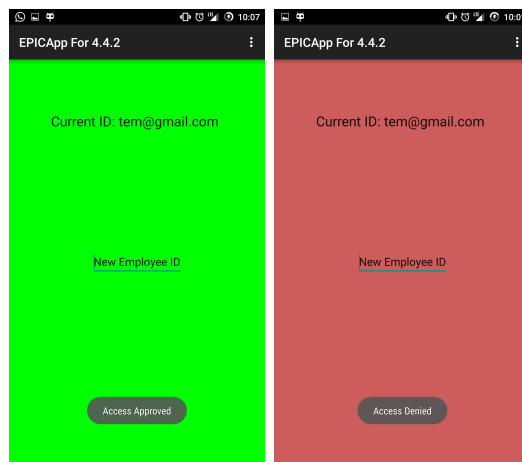 10:07
EPICApp For 4.4.2
Current ID: tem@gmail.com
New Employee ID
Access Approved
10:0
EPICApp For 4.4.2
Current ID: tem@gmail.com
New Employee ID
Access Denied